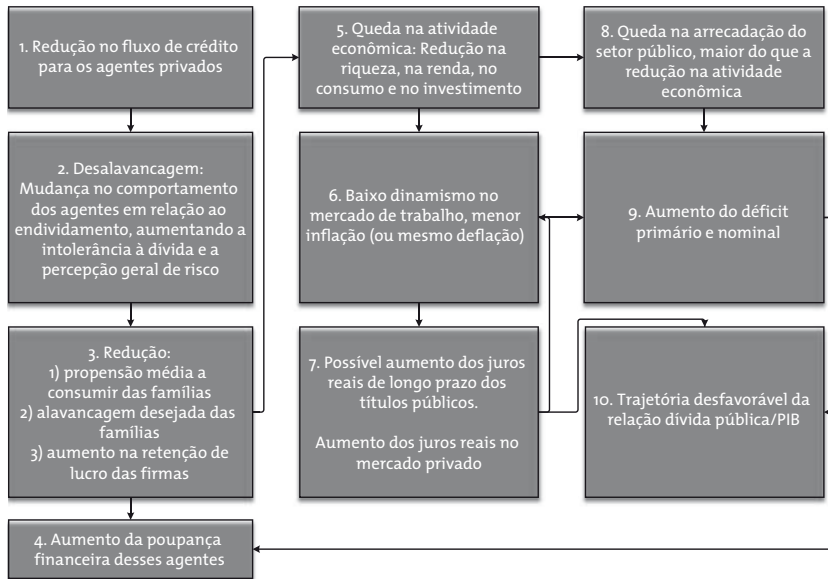 1. Redução no fluxo de crédito
para os agentes privados
2. Desalavancagem:
Mudança no comportamento
dos agentes em relação ao
endividamento, aumentando a
intolerância à dívida e a
percepção geral de risco
3. Redução:
1) propensão média a
consumir das famílias
2) alavancagem desejada das
famílias
3) aumento na retenção de
lucro das firmas
4. Aumento da poupança
financeira desses agentes
5. Queda na atividade
econômica: Redução na
riqueza, na renda, no
consumo e no investimento
6. Baixo dinamismo no
mercado de trabalho, menor
inflação (ou mesmo deflação)
7. Possível aumento dos juros
reais de longo prazo dos
títulos públicos.
Aumento dos juros reais no
mercado privado
8. Queda na arrecadação do
setor público, maior do que a
redução na atividade
econômica
9. Aumento do déficit
primário e nominal
10. Trajetória desfavorável da
relação dívida pública/PIB